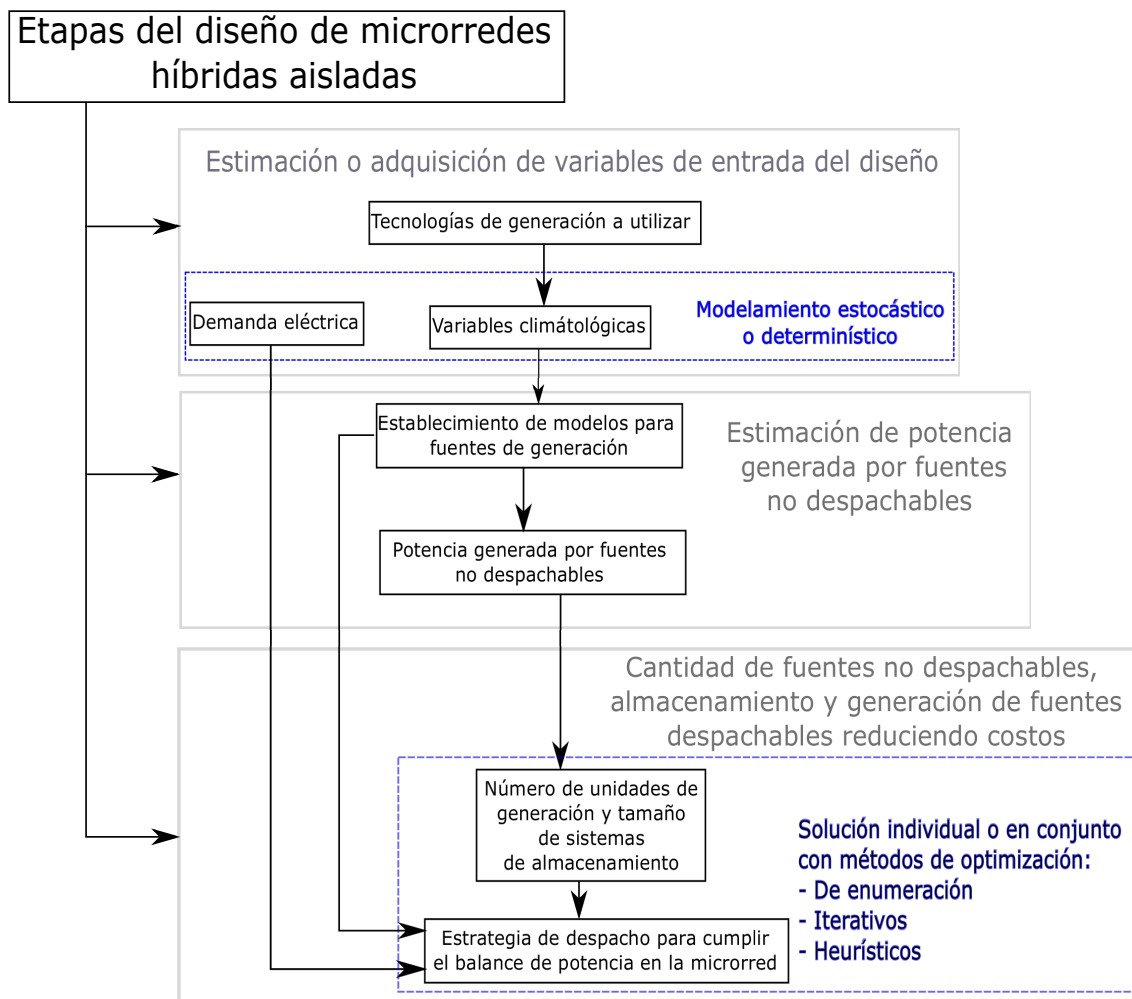 Etapas del diseño de microrredes
híbridas aisladas
Estimación o adquisición de variables de entrada del diseño
Tecnologías de generación a utilizar
Demanda eléctrica
Variables climátológicas
Modelamiento estocástico
o determinístico
Establecimiento de modelos para
fuentes de generación
Estimación de potencia
generada por fuentes
no despachables
Potencia generada por fuentes
no despachables
Cantidad de fuentes no despachables,
almacenamiento y generación de fuentes
despachables reduciendo costos
Número de unidades de
generación y tamaño
de sistemas
de almacenamiento
Solución individual o en conjunto
con métodos de optimización:
- De enumeración
- Iterativos
- Heurísticos
Estrategia de despacho para cumplir
el balance de potencia en la microrred